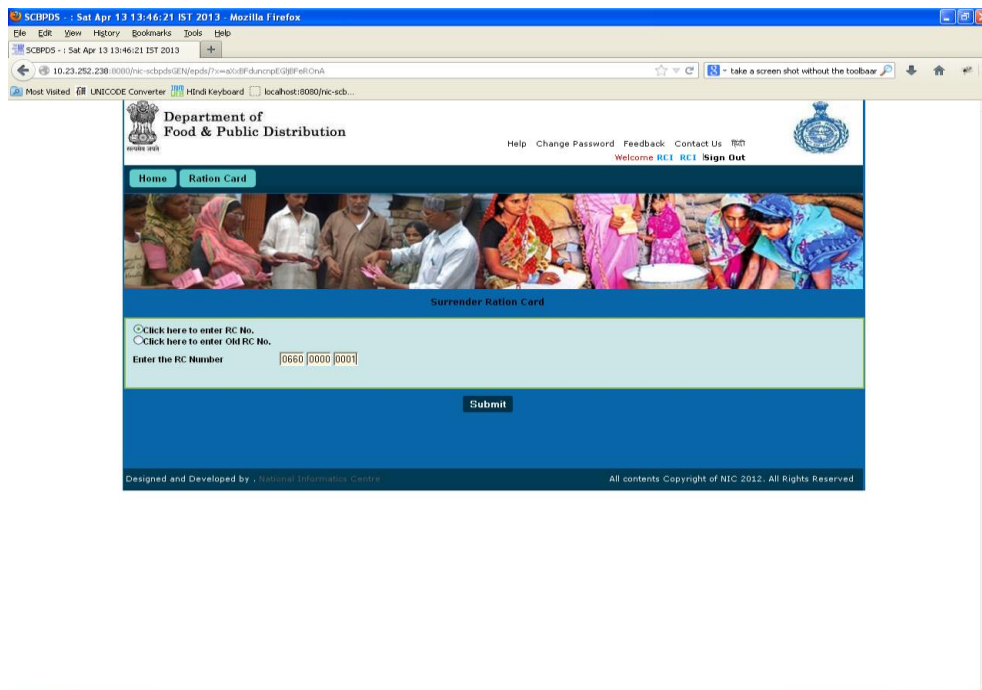 SCBPDS - : Sat Apr 13 13:46:21 IST 2013 - Mozilla Firefox
File Edit View History Bookmarks Tools Help
SCBPDS - : Sat Apr 13 13:46:21 IST 2013 +
10.23.252.238:8080/nic-scbpdsGEN/epds/ - take a screen shot without the toolbaar
Most Visited UNICODE Converter HIndi Keyboard localhost:8080/nic-scb...
Department of
Food & Public Distribution
सत्यमेव जयते
Help Change Password Feedback Contact Us हिंदी
Welcome RCI RCI |Sign Out
Home Ration Card
Surrender Ration Card
Click here to enter RC No.
Click here to enter Old RC No.
Enter the RC Number 0660 0000 0001
Submit
Designed and Developed by . National Informatics Centre All contents Copyright of NIC 2012. All Rights Reserved